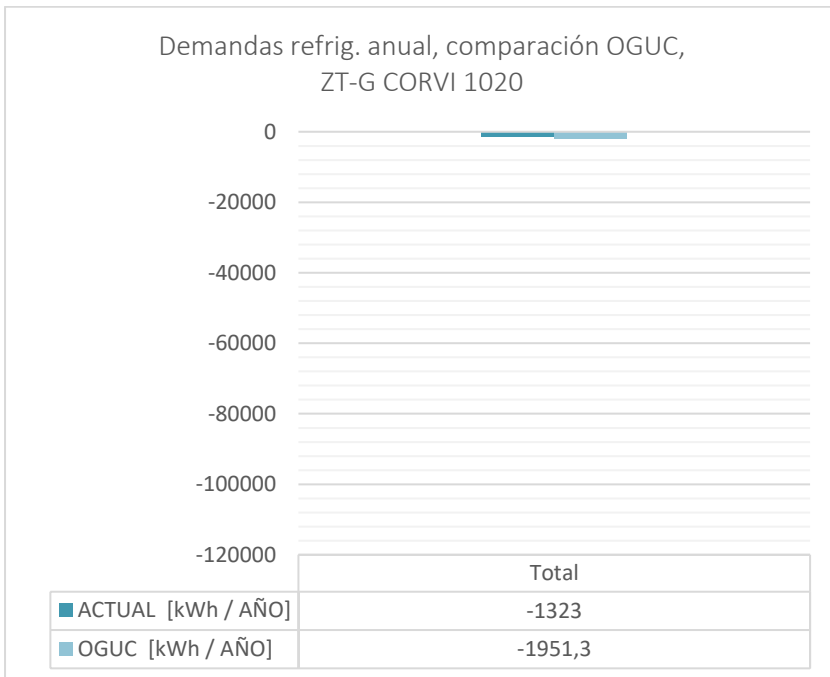 Demandas refrig. anual, comparación OGUC,
ZT-G CORVI 1020
0
-20000
-40000
-60000
-80000
-100000
-120000
Total
ACTUAL [kWh / AÑO] -1323
OGUC [kWh / AÑO] -1951,3